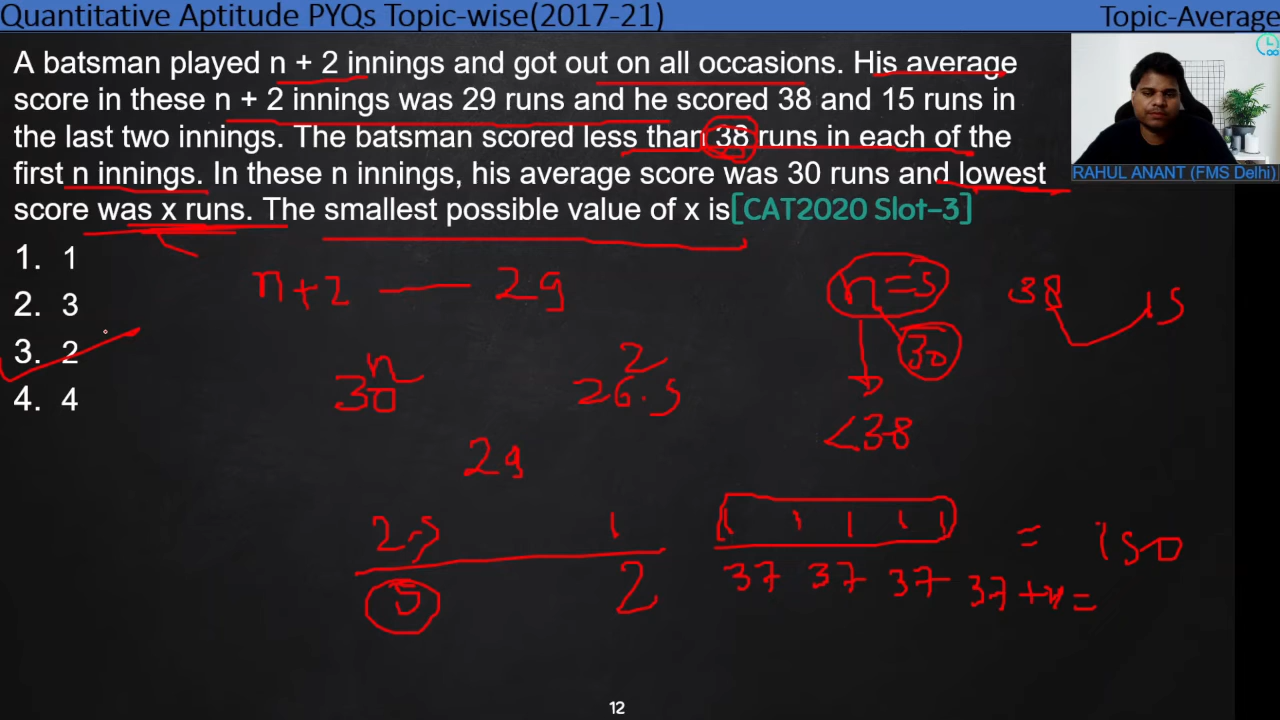 Quantitative Aptitude PYQs Topic-wise(2017-21) Topic-Average
A batsman played n + 2 innings and got out on all occasions. His average
score in these n + 2 innings was 29 runs and he scored 38 and 15 runs in
the last two innings. The batsman scored less than 38 runs in each of the
first n innings. In these n innings, his average score was 30 runs and lowest
score was x runs. The smallest possible value of x is[CAT2020 Slot-3]
RAHUL ANANT (FMS Delhi)
1. 1
2. 3
3. 2
4. 4
n+2 — 29
n=5 38 15
30
n 2
30 26.5
<38
29
2.5 1
5 2
1 1 1 1 1 = 150
37 37 37 37 +x =
12